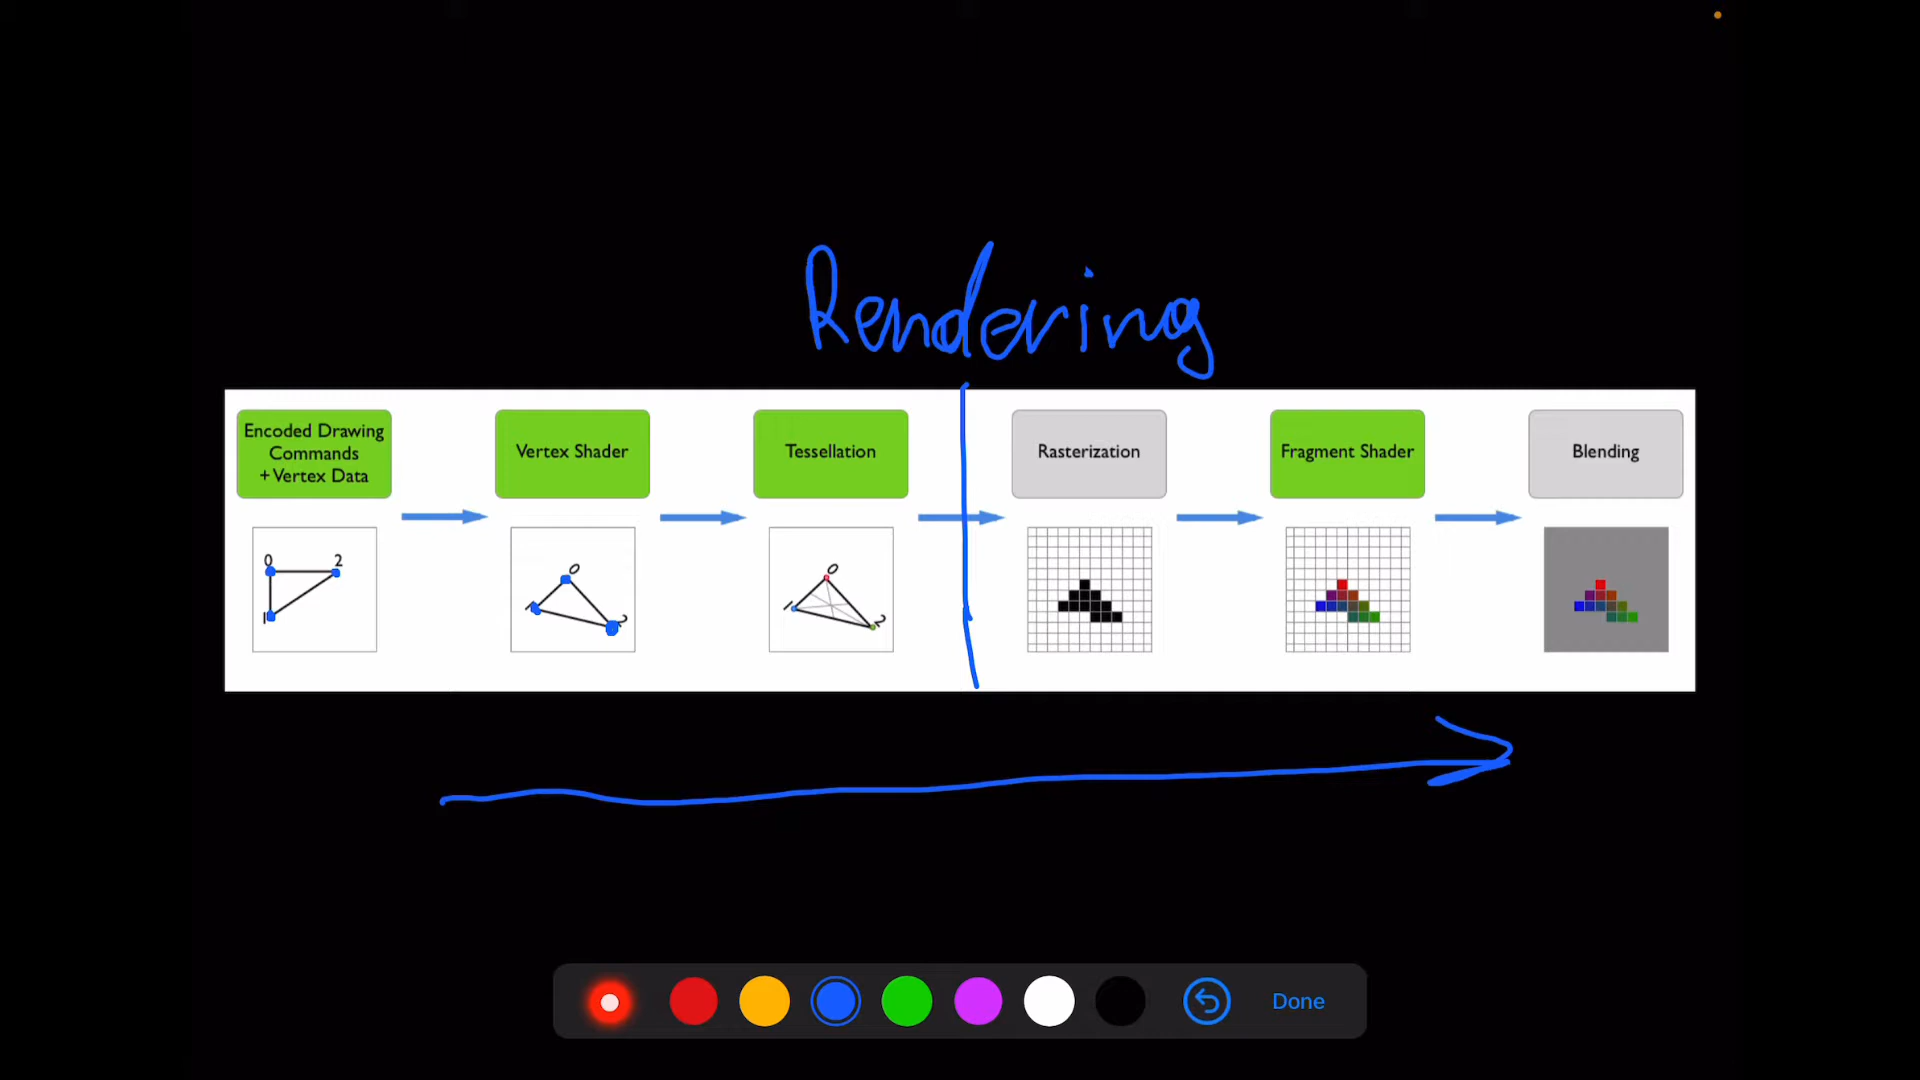 Rendering
Encoded Drawing
Commands
+ Vertex Data
Vertex Shader
Tessellation
Rasterization
Fragment Shader
Blending
0 2
1
0
1 2
0
1 2
Done